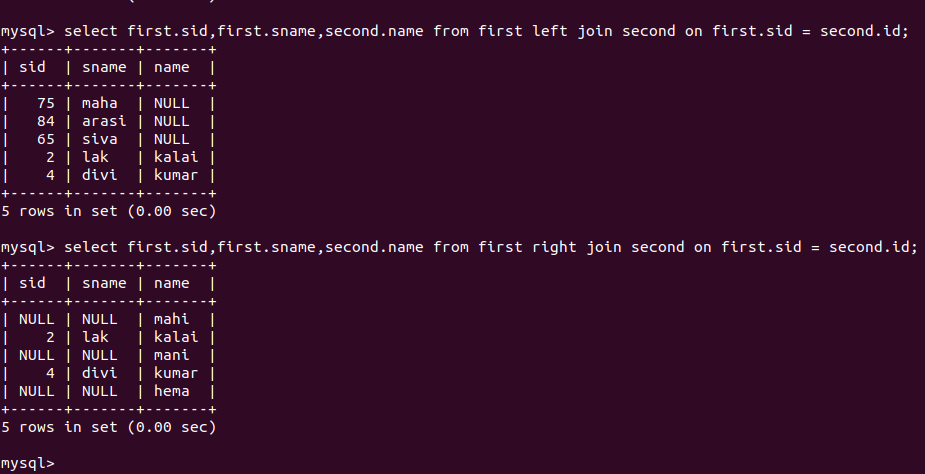 mysql> select first.sid,first.sname,second.name from first left join second on first.sid = second.id;
+------+-------+-------+
| sid  | sname | name  |
+------+-------+-------+
|   75 | maha  | NULL  |
|   84 | arasi | NULL  |
|   65 | siva  | NULL  |
|    2 | lak   | kalai |
|    4 | divi  | kumar |
+------+-------+-------+
5 rows in set (0.00 sec)
mysql> select first.sid,first.sname,second.name from first right join second on first.sid = second.id;
+------+-------+-------+
| sid  | sname | name  |
+------+-------+-------+
| NULL | NULL  | mahi  |
|    2 | lak   | kalai |
| NULL | NULL  | mani  |
|    4 | divi  | kumar |
| NULL | NULL  | hema  |
+------+-------+-------+
5 rows in set (0.00 sec)
mysql>